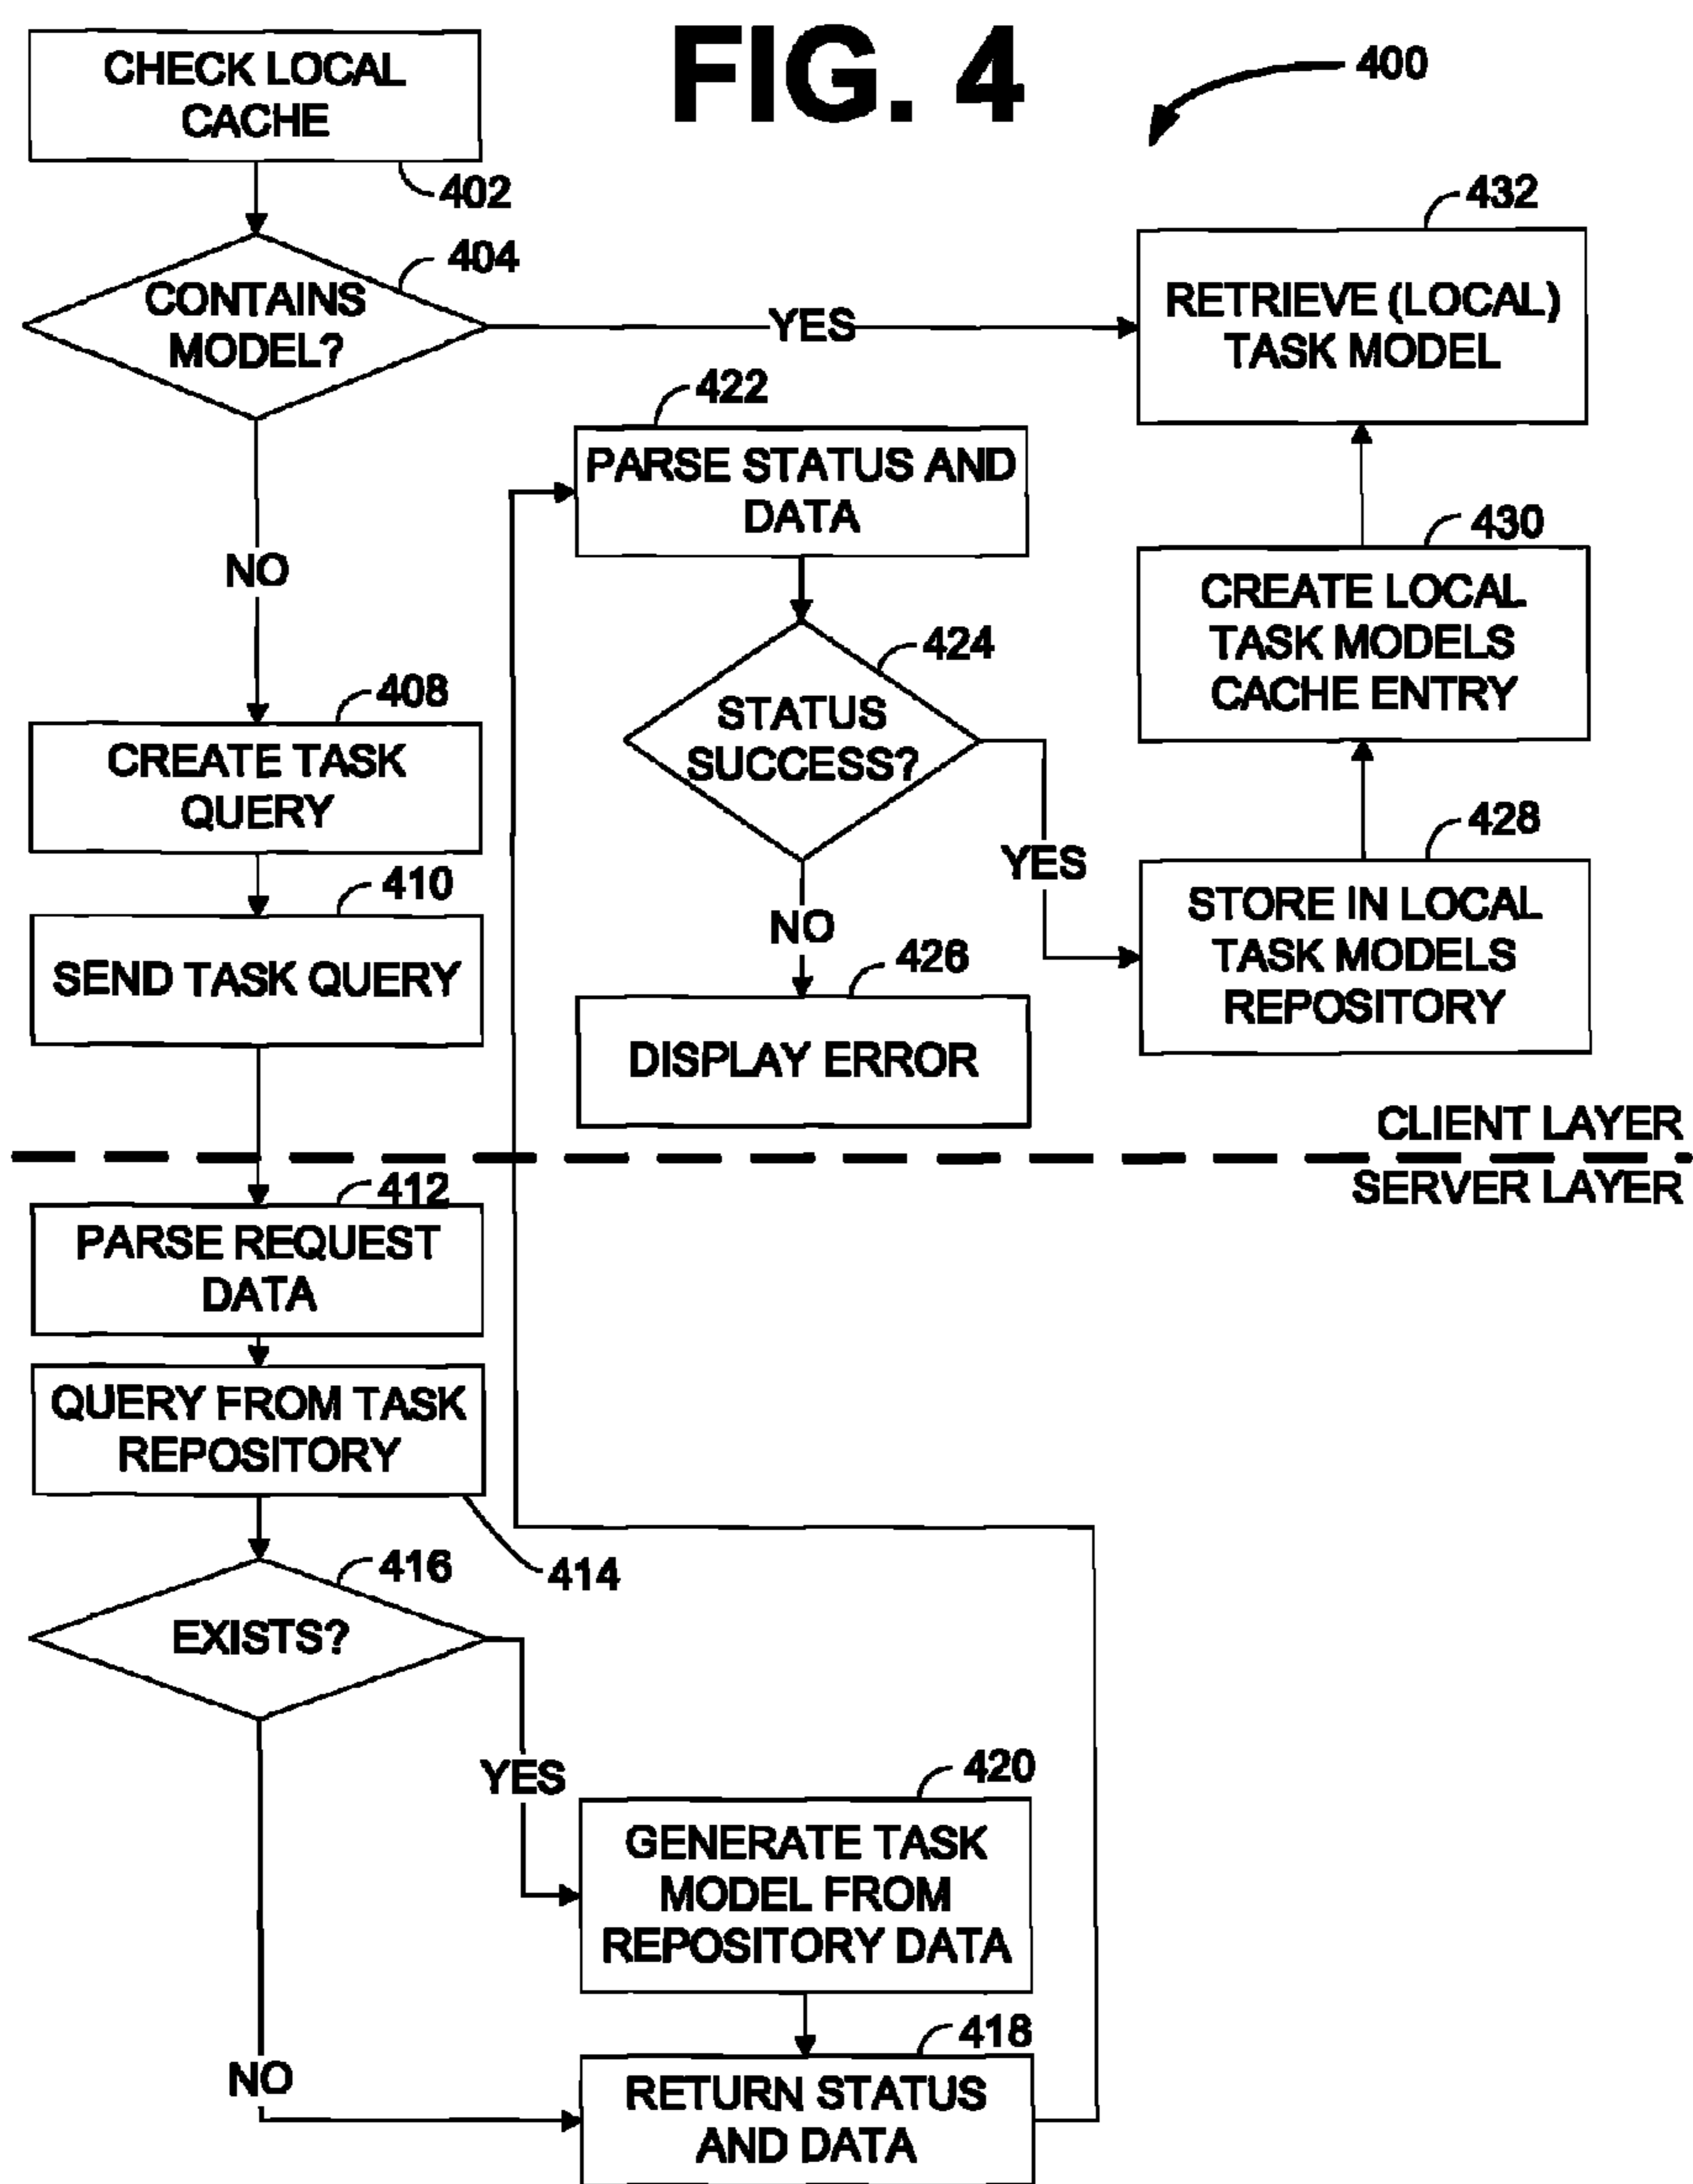 FIG. 4
400
CHECK LOCAL
CACHE
402
404
CONTAINS
MODEL?
YES
NO
432
RETRIEVE (LOCAL)
TASK MODEL
422
PARSE STATUS AND
DATA
430
CREATE LOCAL
TASK MODELS
CACHE ENTRY
424
STATUS
SUCCESS?
YES
NO
408
CREATE TASK
QUERY
410
SEND TASK QUERY
428
STORE IN LOCAL
TASK MODELS
REPOSITORY
426
DISPLAY ERROR
CLIENT LAYER
SERVER LAYER
412
PARSE REQUEST
DATA
QUERY FROM TASK
REPOSITORY
414
416
EXISTS?
YES
NO
420
GENERATE TASK
MODEL FROM
REPOSITORY DATA
418
RETURN STATUS
AND DATA